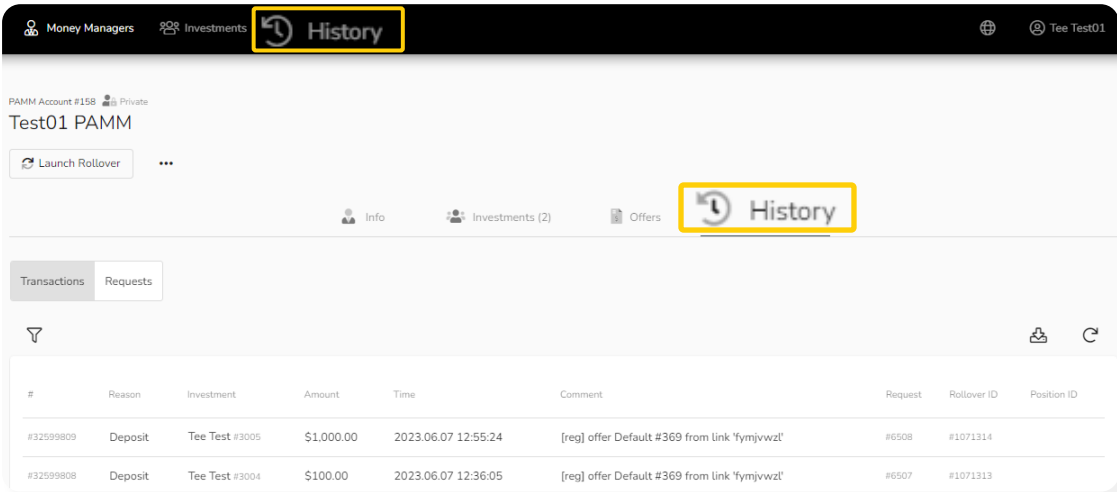 Money Managers Investments History Tee Test01
PAMM Account #158 Private
Test01 PAMM
Launch Rollover •••
Info Investments (2) Offers History
Transactions Requests
# Reason Investment Amount Time Comment Request Rollover ID Position ID
#32599809 Deposit Tee Test #3005 $1,000.00 2023.06.07 12:55:24 [reg] offer Default #369 from link 'fymjvwzl' #6508 #1071314
#32599808 Deposit Tee Test #3004 $100.00 2023.06.07 12:36:05 [reg] offer Default #369 from link 'fymjvwzl' #6507 #1071313